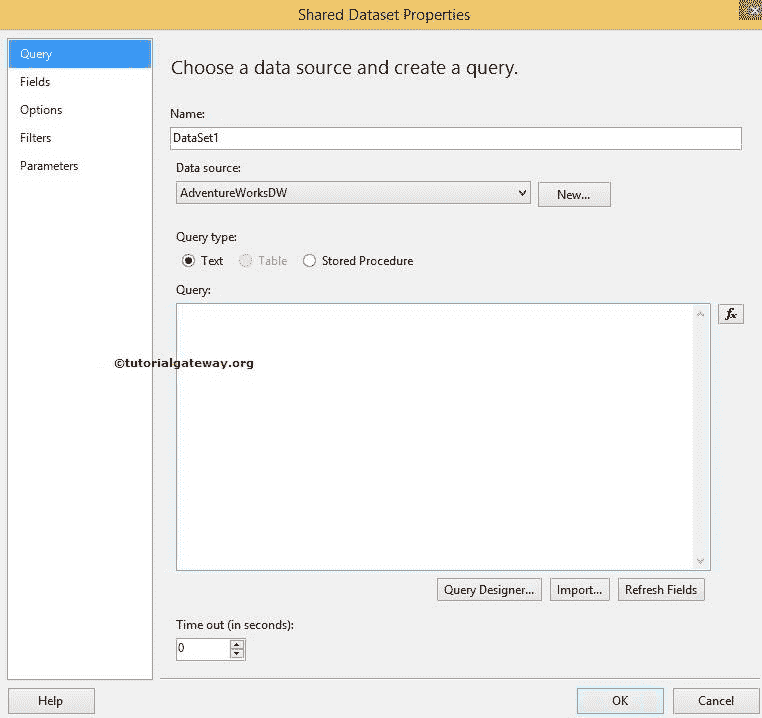 Shared Dataset Properties
Query
Fields
Options
Filters
Parameters
Choose a data source and create a query.
Name:
DataSet1
Data source:
AdventureWorksDW
New...
Query type:
Text Table Stored Procedure
Query:
fx
©tutorialgateway.org
Query Designer... Import... Refresh Fields
Time out (in seconds):
0
Help OK Cancel